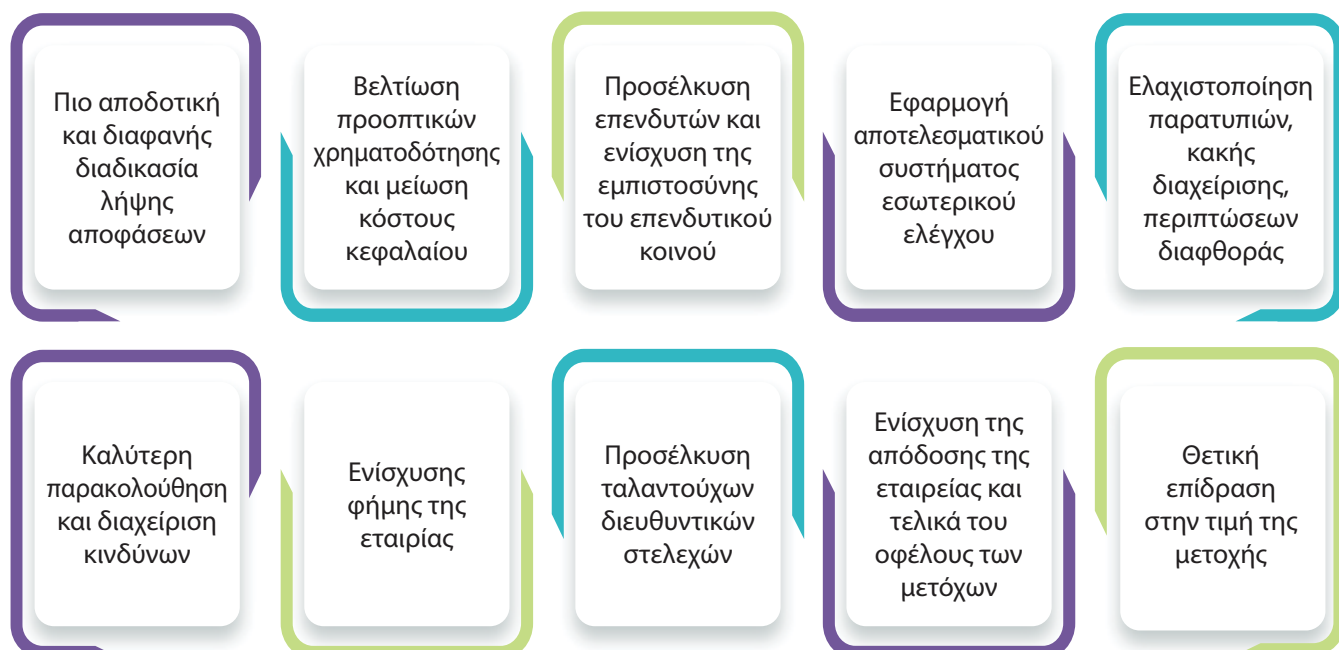 Πιο αποδοτική
και διαφανής
διαδικασία
λήψης
αποφάσεων
Βελτίωση
προοπτικών
χρηματοδότησης
και μείωση
κόστους
κεφαλαίου
Προσέλκυση
επενδυτών και
ενίσχυση της
εμπιστοσύνης
του επενδυτικού
κοινού
Εφαρμογή
αποτελεσματικού
συστήματος
εσωτερικού
ελέγχου
Ελαχιστοποίηση
παρατυπιών,
κακής
διαχείρισης,
περιπτώσεων
διαφθοράς
Καλύτερη
παρακολούθηση
και διαχείριση
κινδύνων
Ενίσχυσης
φήμης της
εταιρίας
Προσέλκυση
ταλαντούχων
διευθυντικών
στελεχών
Ενίσχυση της
απόδοσης της
εταιρείας και
τελικά του
οφέλους των
μετόχων
Θετική
επίδραση
στην τιμή της
μετοχής